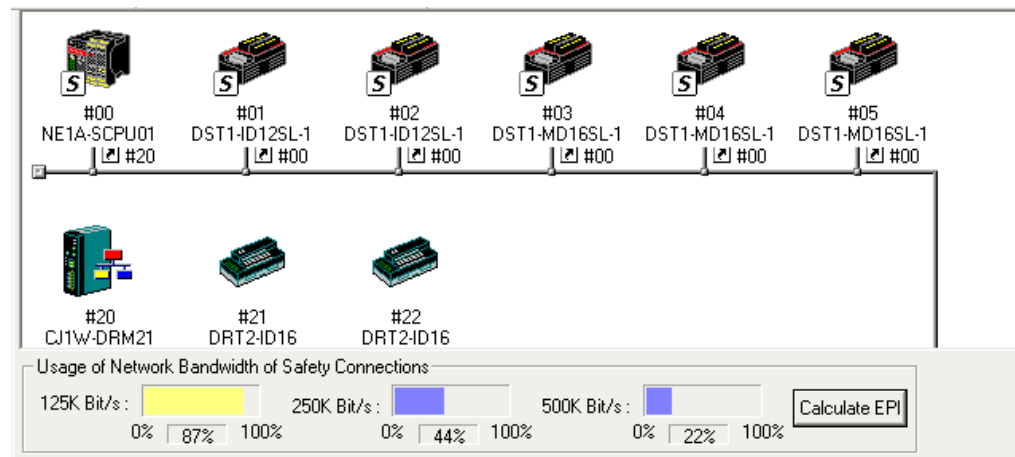 S S S S S S
#00 #01 #02 #03 #04 #05
NE1A-SCPU01 DST1-ID12SL-1 DST1-ID12SL-1 DST1-MD16SL-1 DST1-MD16SL-1 DST1-MD16SL-1
#20 #00 #00 #00 #00 #00
#20 #21 #22
CJ1W-DRM21 DRT2-ID16 DRT2-ID16
Usage of Network Bandwidth of Safety Connections
125K Bit/s : 250K Bit/s : 500K Bit/s : Calculate EPI
0% 87% 100% 0% 44% 100% 0% 22% 100%